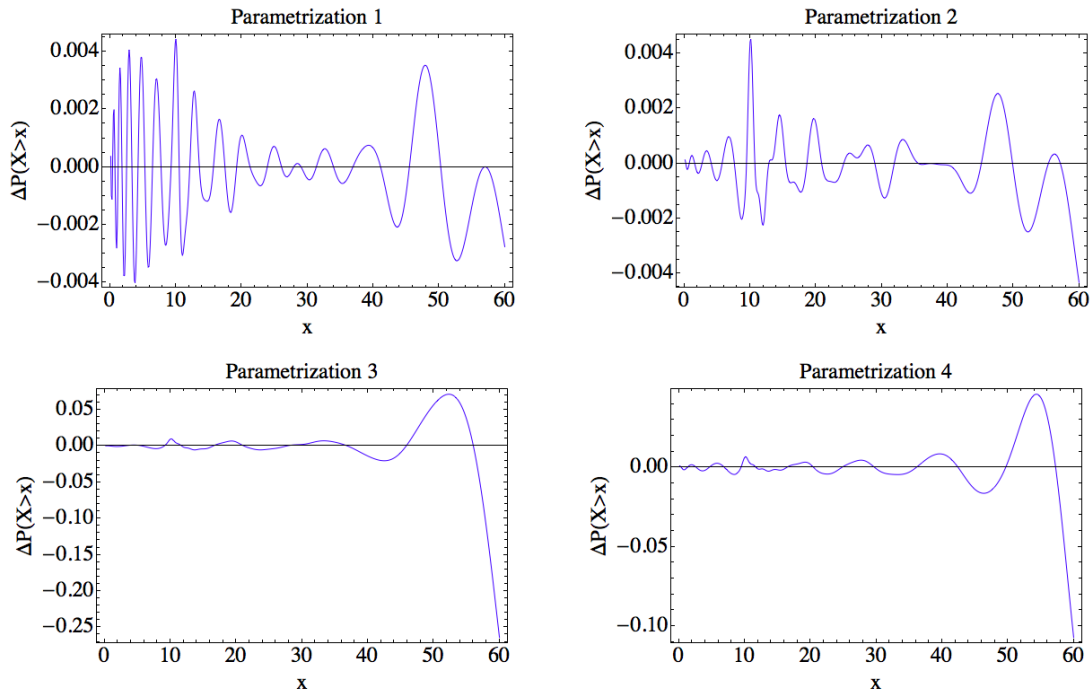 Parametrization 1
0.004
0.002
0.000
−0.002
−0.004
ΔP(X>x)
0 10 20 30 40 50 60
x
Parametrization 2
0.004
0.002
0.000
−0.002
−0.004
ΔP(X>x)
0 10 20 30 40 50 60
x
Parametrization 3
0.05
0.00
−0.05
−0.10
−0.15
−0.20
−0.25
ΔP(X>x)
0 10 20 30 40 50 60
x
Parametrization 4
0.00
−0.05
−0.10
ΔP(X>x)
0 10 20 30 40 50 60
x